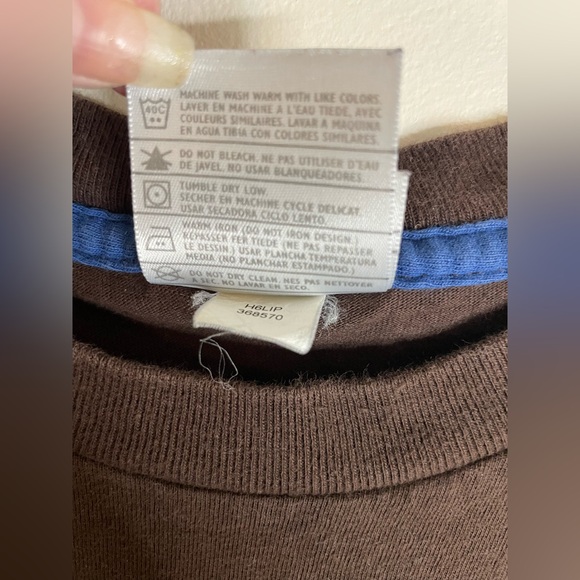 40C
MACHINE WASH WARM WITH LIKE COLORS.
LAVER EN MACHINE A L'EAU TIEDE, AVEC
COULEURS SIMILAIRES. LAVAR A MAQUINA
EN AGUA TIBIA CON COLORES SIMILARES.
DO NOT BLEACH. NE PAS UTILISER D'EAU
DE JAVEL. NO USAR BLANQUEADORES.
TUMBLE DRY LOW.
SECHER EN MACHINE CYCLE DELICAT.
USAR SECADORA CICLO LENTO.
WARM IRON (DO NOT IRON DESIGN.)
REPASSER FER TIEDE (NE PAS REPASSER
LE DESSIN.) USAR PLANCHA TEMPERATURA
MEDIA (NO PLANCHAR ESTAMPADO.)
DO NOT DRY CLEAN. NES PAS NETTOYER
A SEC. NO LAVAR EN SECO.
H6LIP
368570